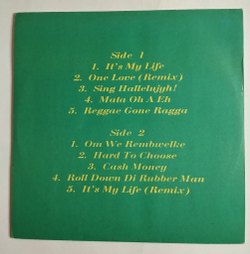 Side 1
1. It's My Life
2. One Love (Remix)
3. Sing Hallelujyh!
4. Mata Oh A Eh
5. Reggae Gone Ragga
Side 2
1. Om We Rembwelke
2. Hard To Choose
3. Cash Money
4. Roll Down Di Rubber Man
5. It's My Life (Remix)